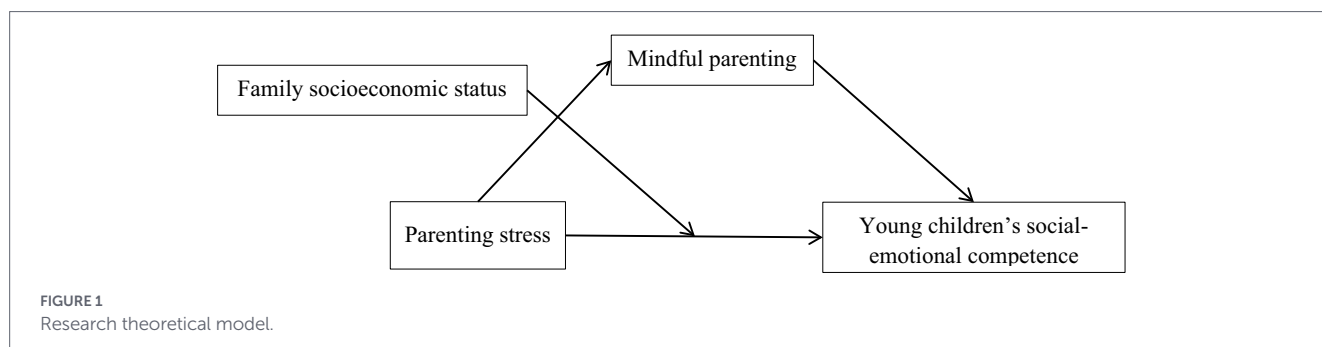 Mindful parenting
Family socioeconomic status
Parenting stress
Young children’s social-
emotional competence
FIGURE 1
Research theoretical model.